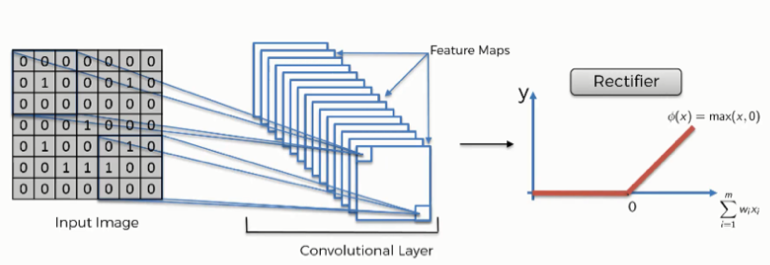 0 0 0 0 0 0 0
0 1 0 0 0 1 0
0 0 0 0 0 0 0
0 0 0 1 0 0 0
0 1 0 0 0 1 0
0 0 1 1 1 0 0
0 0 0 0 0 0 0
Input Image
Feature Maps
Convolutional Layer
Rectifier
y
ϕ(x) = max(x, 0)
0
m
∑ wᵢxᵢ
i=1